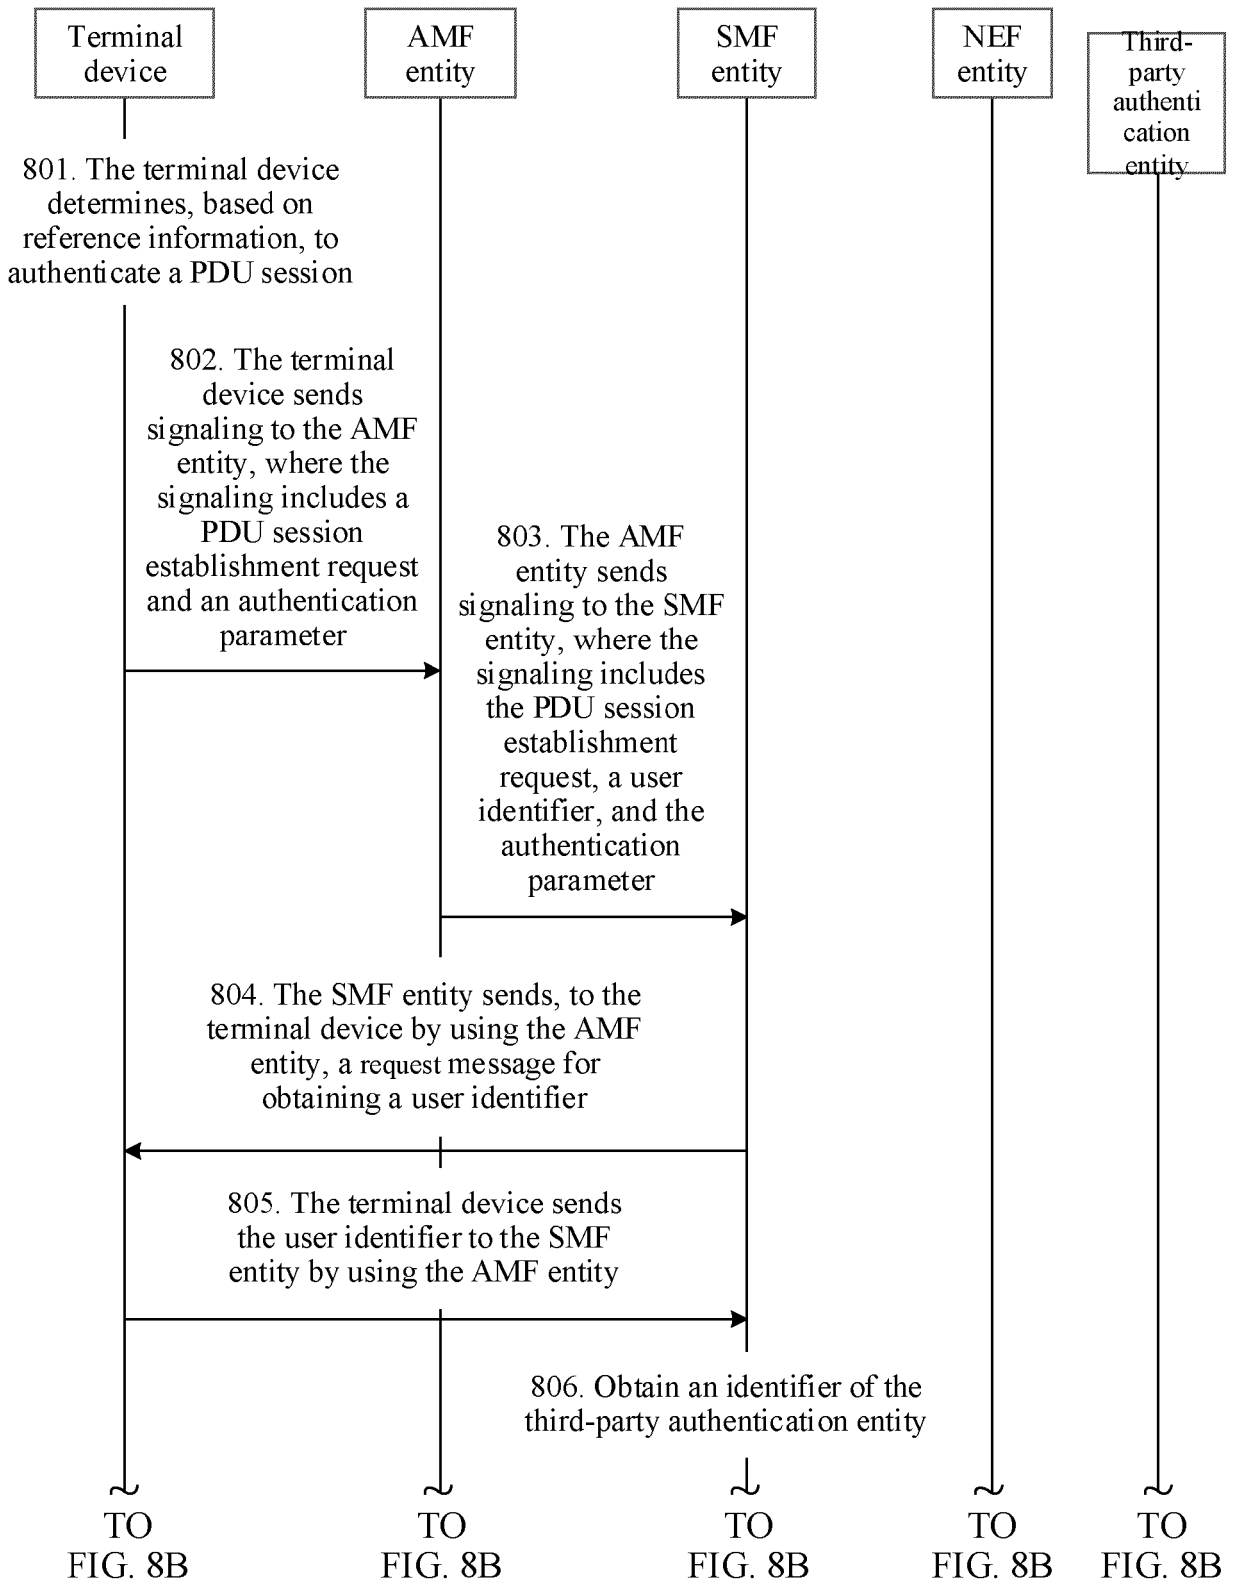 Terminal
device
AMF
entity
SMF
entity
NEF
entity
Third-
party
authenti
cation
entity
801. The terminal device
determines, based on
reference information, to
authenticate a PDU session
802. The terminal
device sends
signaling to the AMF
entity, where the
signaling includes a
PDU session
establishment request
and an authentication
parameter
803. The AMF
entity sends
signaling to the SMF
entity, where the
signaling includes
the PDU session
establishment
request, a user
identifier, and the
authentication
parameter
804. The SMF entity sends, to the
terminal device by using the AMF
entity, a request message for
obtaining a user identifier
805. The terminal device sends
the user identifier to the SMF
entity by using the AMF entity
806. Obtain an identifier of the
third-party authentication entity
TO
FIG. 8B
TO
FIG. 8B
TO
FIG. 8B
TO
FIG. 8B
TO
FIG. 8B